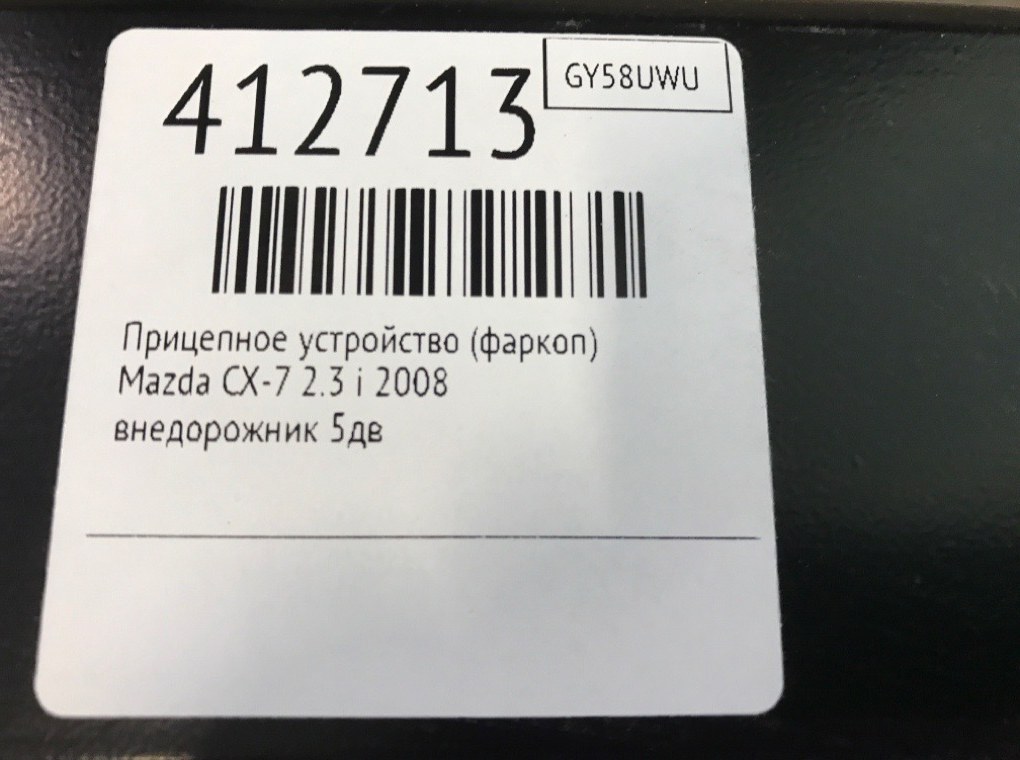 412713
GY58UWU
Прицепное устройство (фаркоп)
Mazda CX-7 2.3 i 2008
внедорожник 5дв